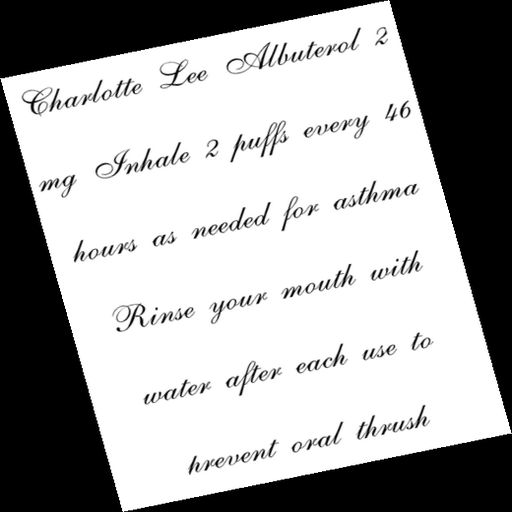 Charlotte Lee Albuterol 2
mg Inhale 2 puffs every 46
hours as needed for asthma
Rinse your mouth with
water after each use to
prevent oral thrush